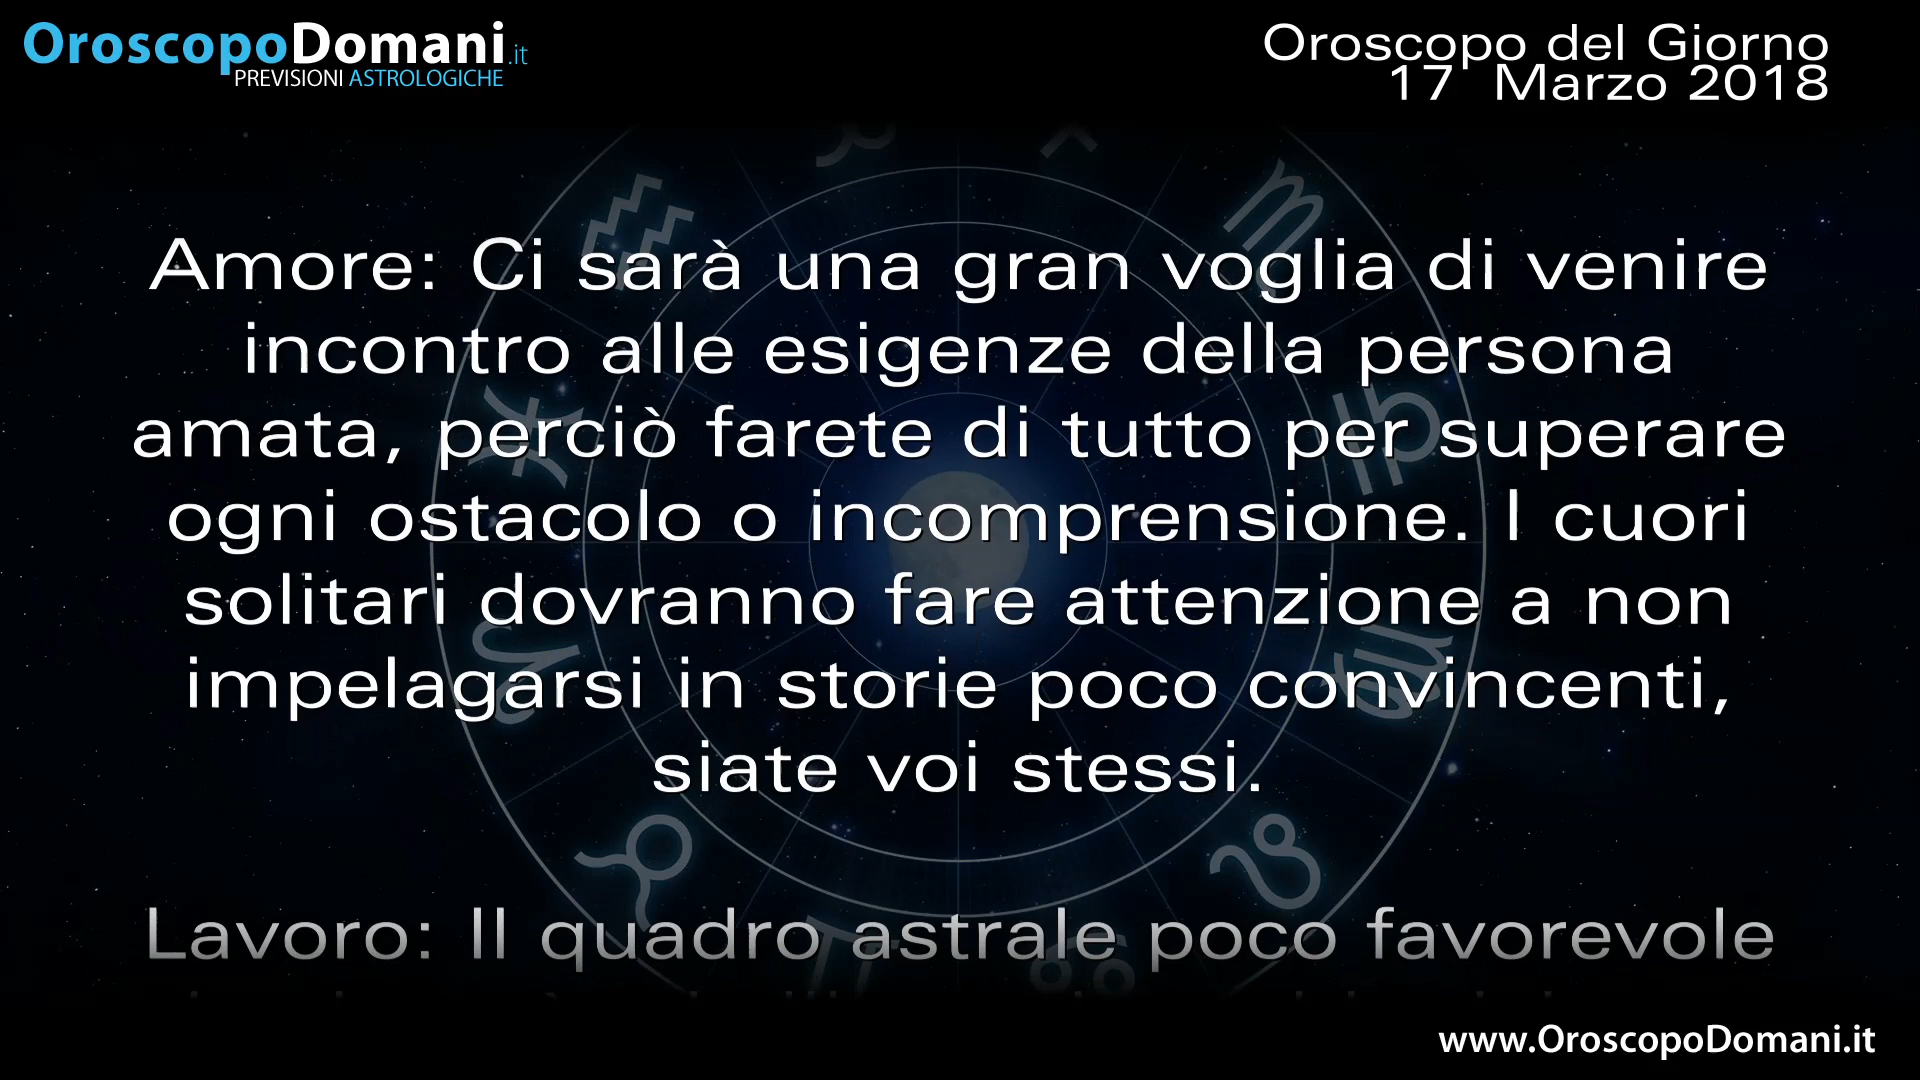 OroscopoDomani.it
PREVISIONI ASTROLOGICHE
Oroscopo del Giorno
17 Marzo 2018
Amore: Ci sarà una gran voglia di venire
incontro alle esigenze della persona
amata, perciò farete di tutto per superare
ogni ostacolo o incomprensione. I cuori
solitari dovranno fare attenzione a non
impelagarsi in storie poco convincenti,
siate voi stessi.
Lavoro: Il quadro astrale poco favorevole
www.OroscopoDomani.it